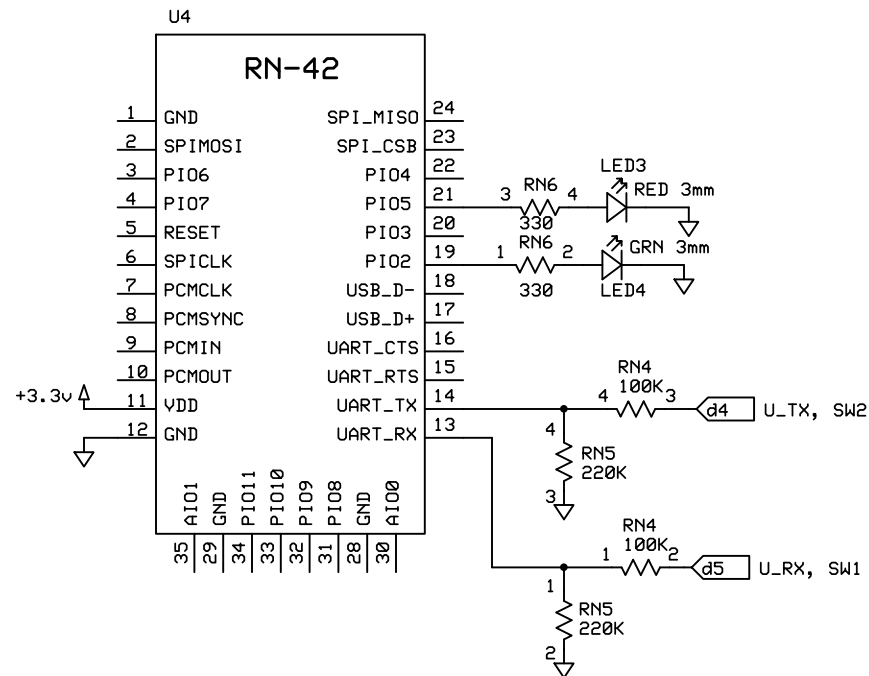 U4
RN-42
1 GND
2 SPIMOSI
3 PIO6
4 PIO7
5 RESET
6 SPICLK
7 PCMCLK
8 PCMSYNC
9 PCMIN
10 PCMOUT
+3.3v 11 VDD
12 GND
SPI_MISO 24
SPI_CSB 23
PIO4 22
PIO5 21
PIO3 20
PIO2 19
USB_D- 18
USB_D+ 17
UART_CTS 16
UART_RTS 15
UART_TX 14
UART_RX 13
AIO1 35
GND 29
PIO11 34
PIO10 33
PIO9 32
PIO8 31
GND 28
AIO0 30
LED3
RN6 RED 3mm
3 4
330
RN6 GRN 3mm
1 2
330 LED4
RN4
100K
4 3 d4 U_TX, SW2
4
RN5
220K
3
RN4
100K
1 2 d5 U_RX, SW1
1
RN5
220K
2